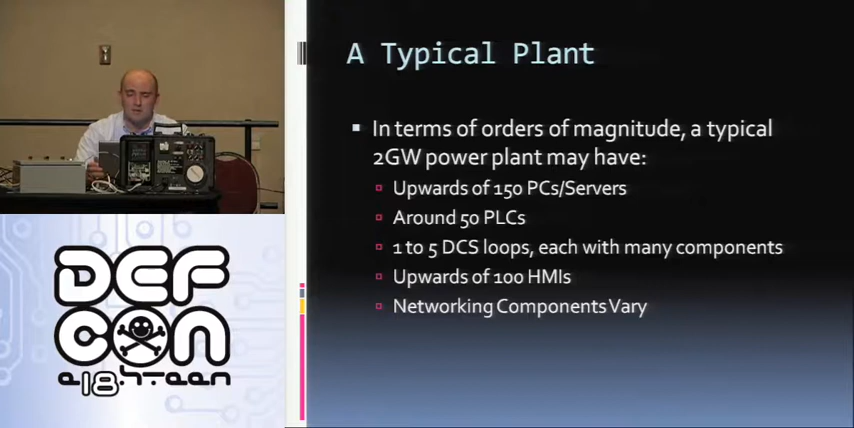 A Typical Plant
In terms of orders of magnitude, a typical
2GW power plant may have:
Upwards of 150 PCs/Servers
Around 50 PLCs
1 to 5 DCS loops, each with many components
Upwards of 100 HMIs
Networking Components Vary
DEF
CON
e18hteen